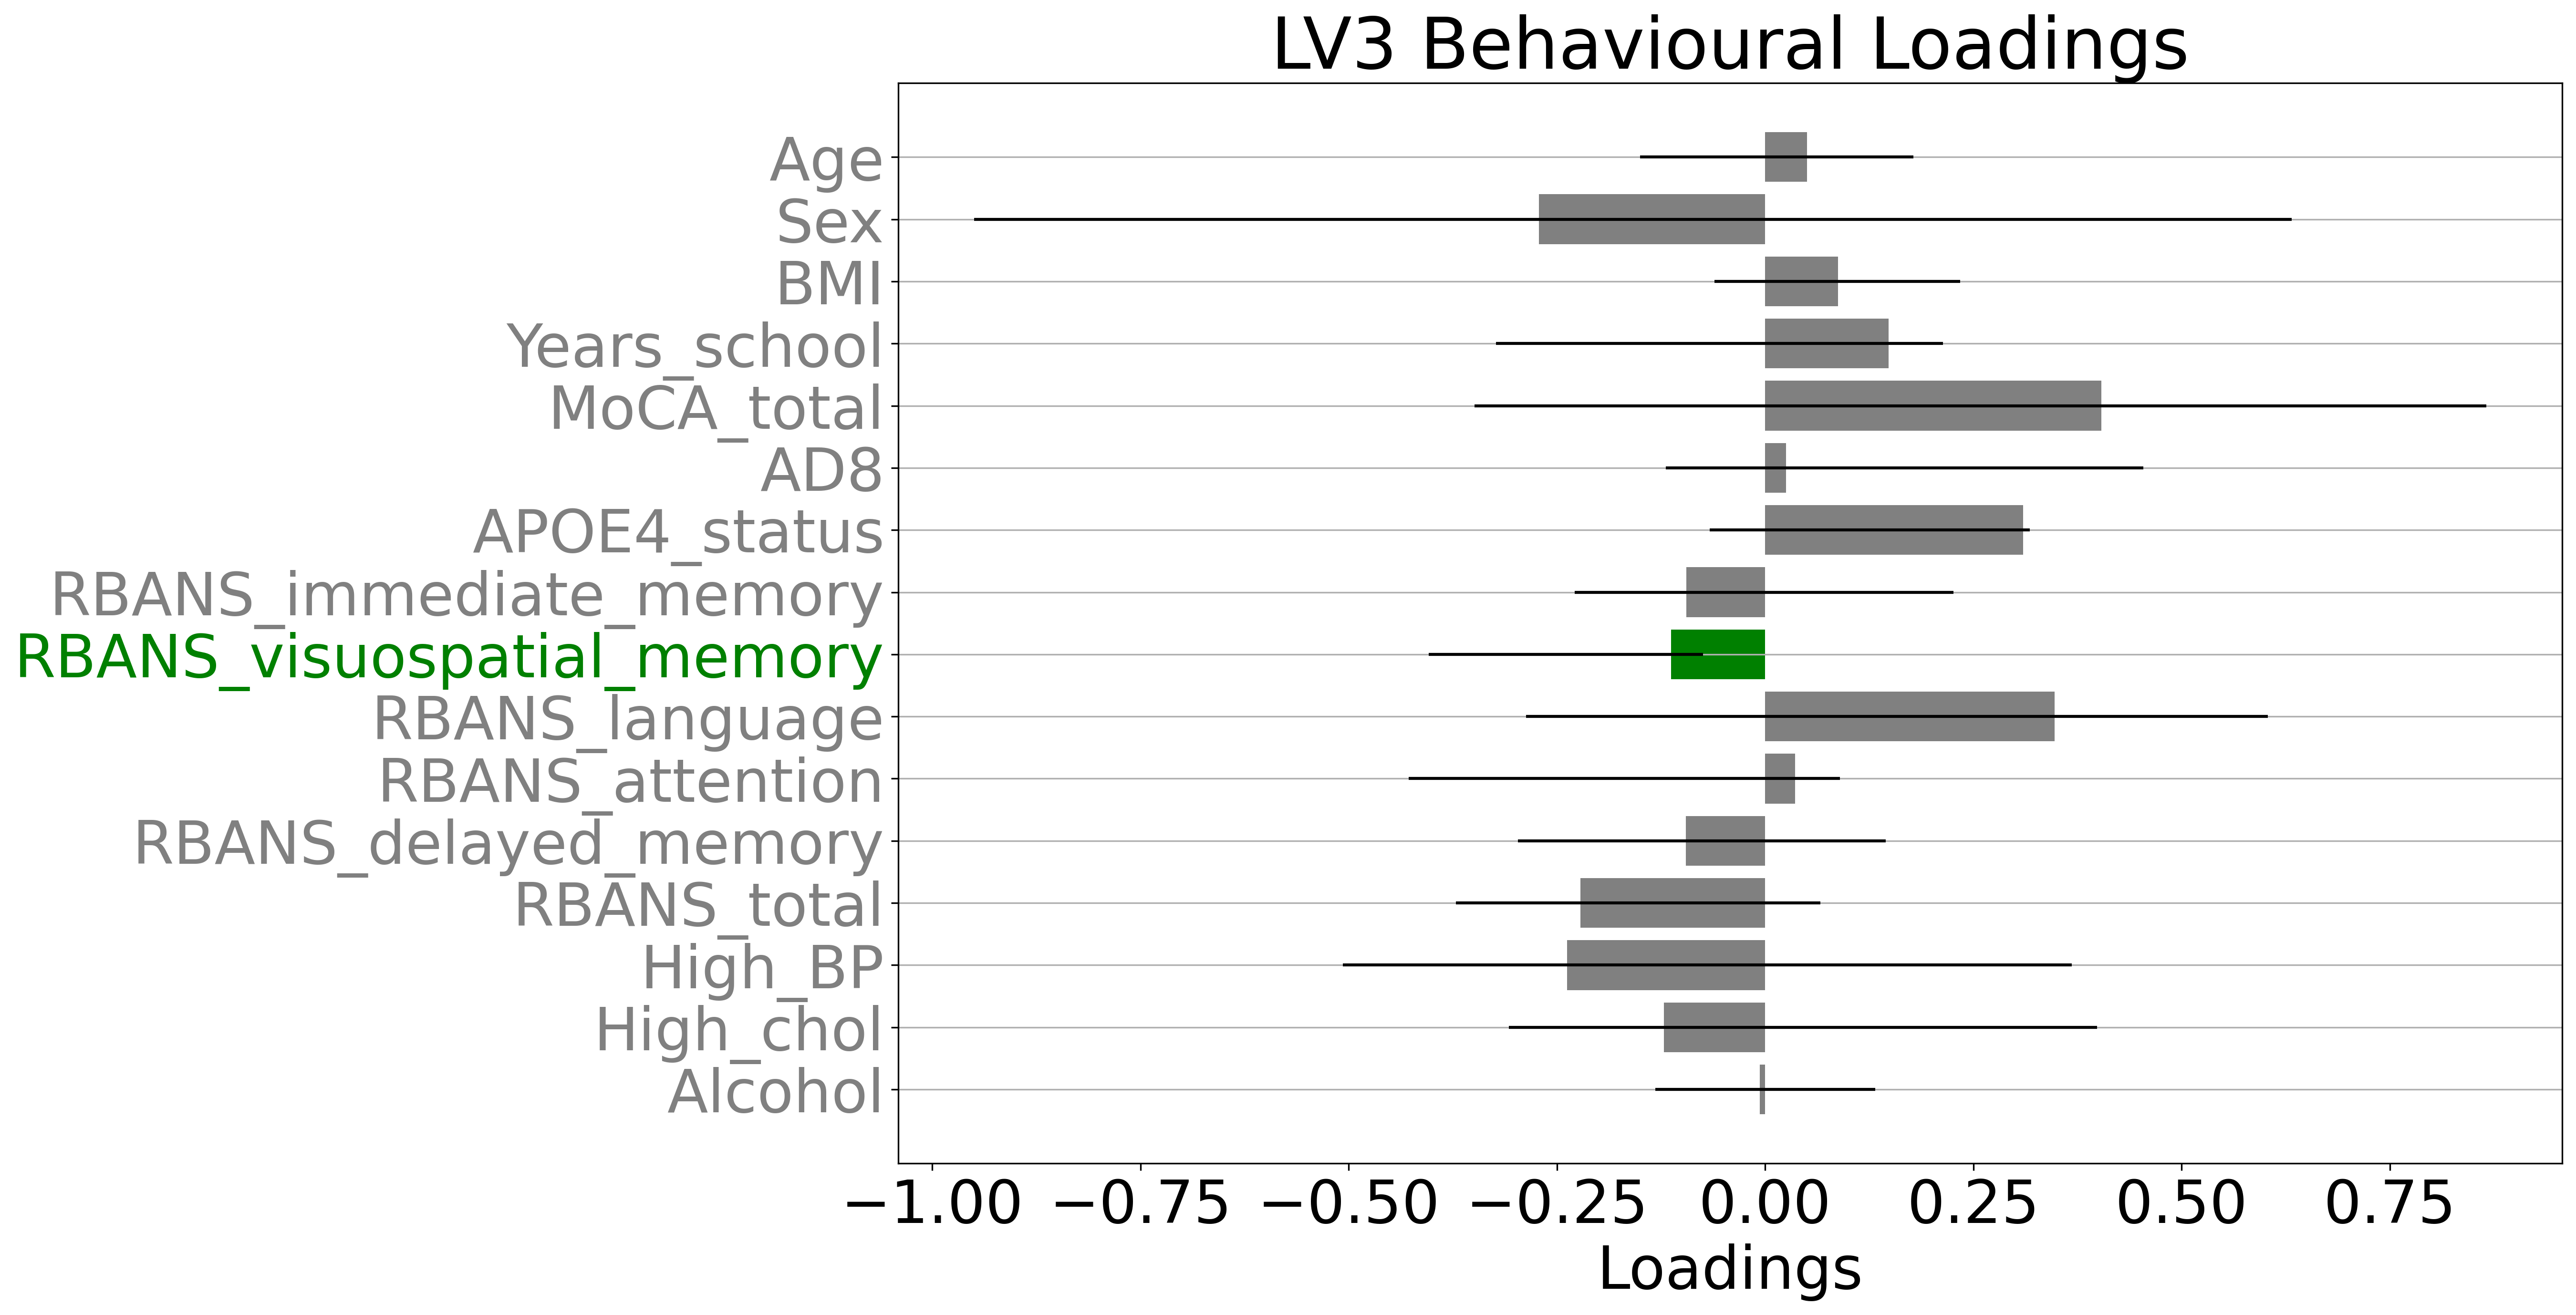 LV3 Behavioural Loadings
Age
Sex
BMI
Years_school
MoCA_total
AD8
APOE4_status
RBANS_immediate_memory
RBANS_visuospatial_memory
RBANS_language
RBANS_attention
RBANS_delayed_memory
RBANS_total
High_BP
High_chol
Alcohol
−1.00 −0.75 −0.50 −0.25 0.00 0.25 0.50 0.75
Loadings